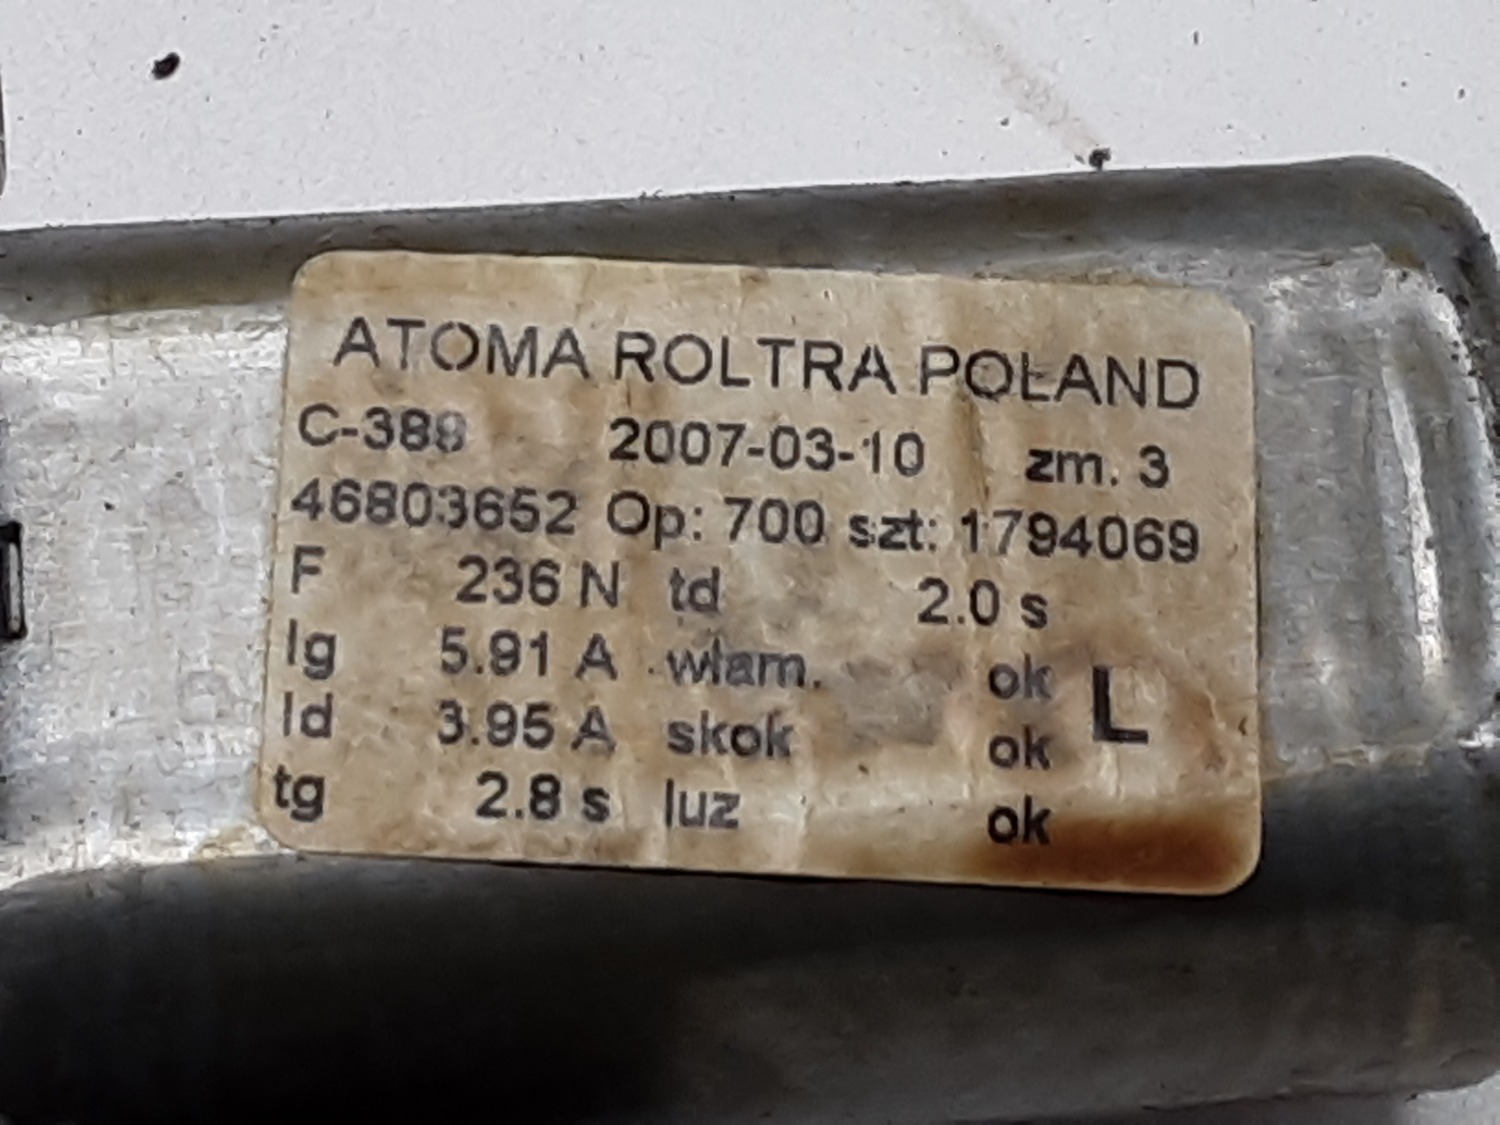 ATOMA ROLTRA POLAND
C-388 2007-03-10 zm. 3
46803652 Op: 700 szt: 1794069
F 236 N td 2.0 s
Ig 5.91 A włam. ok
Id 3.95 A skok ok L
tg 2.8 s luz ok